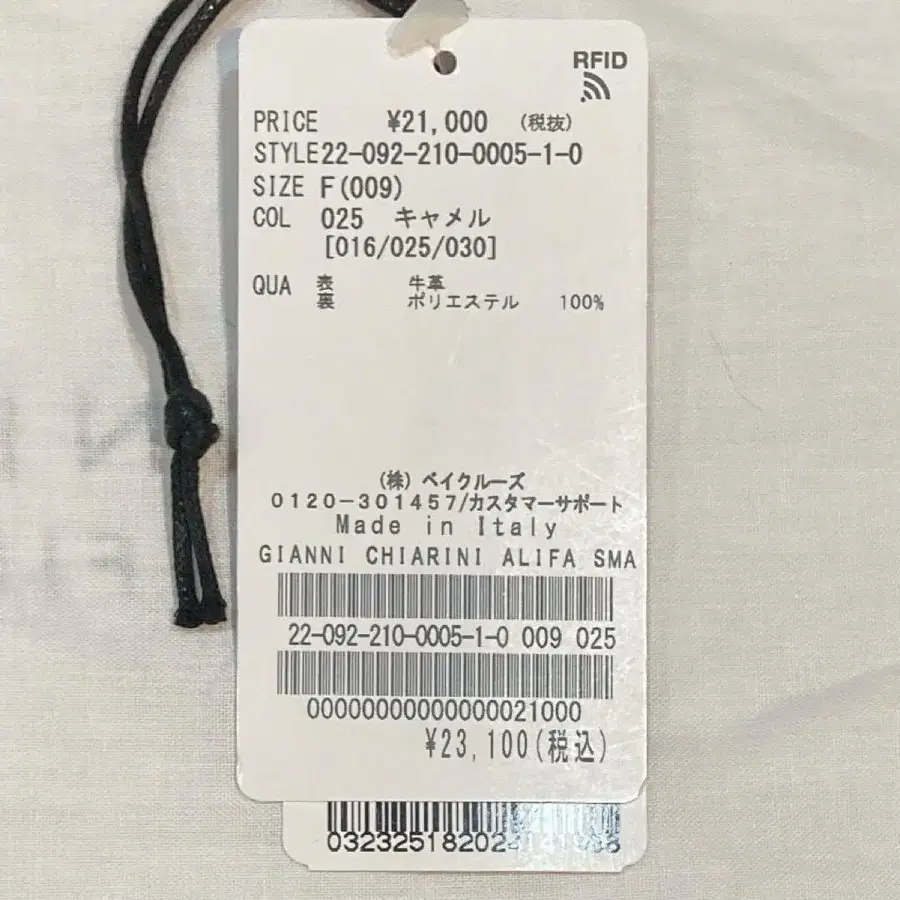 RFID
PRICE ¥21,000 (税抜)
STYLE 22-092-210-0005-1-0
SIZE F(009)
COL 025 キャメル
[016/025/030]
QUA 表 牛革
裏 ポリエステル 100%
(株) ベイクルーズ
0120-301457/カスタマーサポート
Made in Italy
GIANNI CHIARINI ALIFA SMA
22-092-210-0005-1-0 009 025
00000000000000021000
¥23,100(税込)